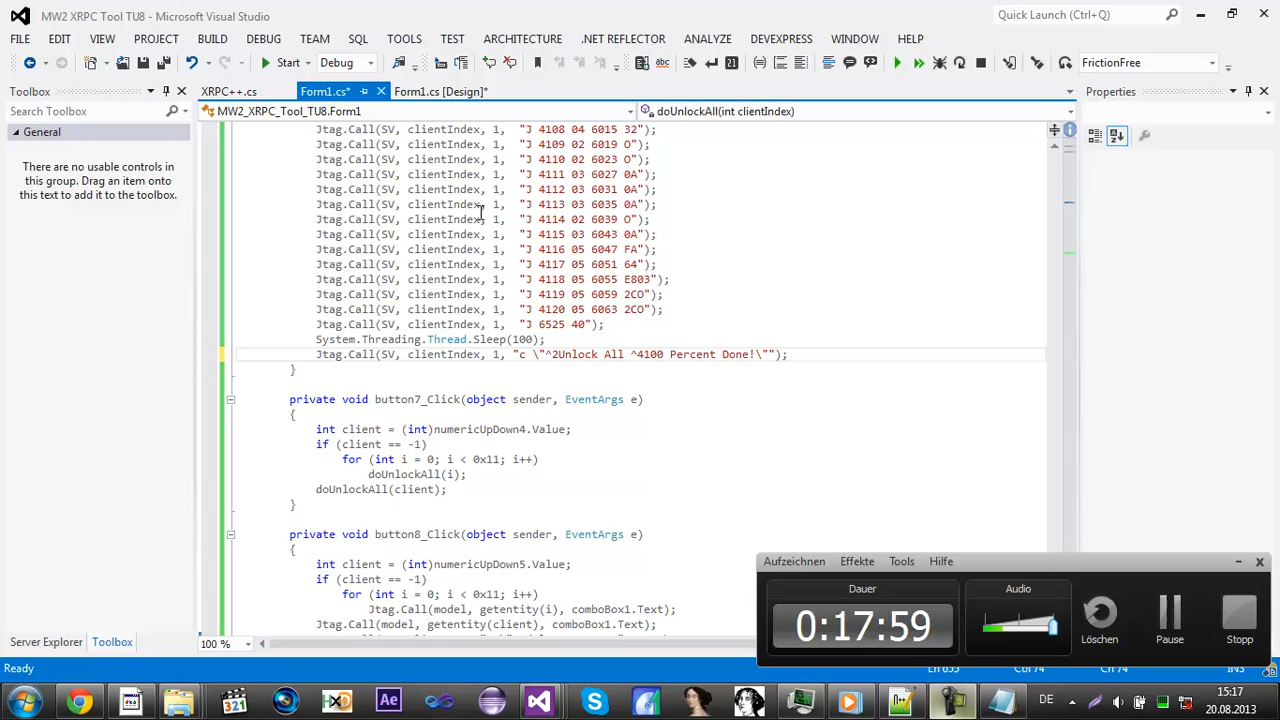 MW2 XRPC Tool TU8 - Microsoft Visual Studio
Quick Launch (Ctrl+Q)
FILE EDIT VIEW PROJECT BUILD DEBUG TEAM SQL TOOLS TEST ARCHITECTURE .NET REFLECTOR ANALYZE DEVEXPRESS WINDOW HELP
Start Debug FrictionFree
Toolbox XRPC++.cs Form1.cs* Form1.cs [Design]* Properties
Search Toolbox MW2_XRPC_Tool_TU8.Form1 doUnlockAll(int clientIndex)
General
There are no usable controls in
this group. Drag an item onto
this text to add it to the toolbox.
Jtag.Call(SV, clientIndex, 1, "J 4108 04 6015 32");
Jtag.Call(SV, clientIndex, 1, "J 4109 02 6019 O");
Jtag.Call(SV, clientIndex, 1, "J 4110 02 6023 O");
Jtag.Call(SV, clientIndex, 1, "J 4111 03 6027 0A");
Jtag.Call(SV, clientIndex, 1, "J 4112 03 6031 0A");
Jtag.Call(SV, clientIndex, 1, "J 4113 03 6035 0A");
Jtag.Call(SV, clientIndex, 1, "J 4114 02 6039 O");
Jtag.Call(SV, clientIndex, 1, "J 4115 03 6043 0A");
Jtag.Call(SV, clientIndex, 1, "J 4116 05 6047 FA");
Jtag.Call(SV, clientIndex, 1, "J 4117 05 6051 64");
Jtag.Call(SV, clientIndex, 1, "J 4118 05 6055 E803");
Jtag.Call(SV, clientIndex, 1, "J 4119 05 6059 2CO");
Jtag.Call(SV, clientIndex, 1, "J 4120 05 6063 2CO");
Jtag.Call(SV, clientIndex, 1, "J 6525 40");
System.Threading.Thread.Sleep(100);
Jtag.Call(SV, clientIndex, 1, "c \"^2Unlock All ^4100 Percent Done!\"");
}
private void button7_Click(object sender, EventArgs e)
{
int client = (int)numericUpDown4.Value;
if (client == -1)
for (int i = 0; i < 0x11; i++)
doUnlockAll(i);
doUnlockAll(client);
}
private void button8_Click(object sender, EventArgs e)
{
int client = (int)numericUpDown5.Value;
if (client == -1)
for (int i = 0; i < 0x11; i++)
Jtag.Call(model, getentity(i), comboBox1.Text);
Jtag.Call(model, getentity(client), comboBox1.Text);
Aufzeichnen Effekte Tools Hilfe
Dauer Audio
0:17:59
Löschen Pause Stopp
Server Explorer Toolbox 100 %
Ready
DE 15:17
20.08.2013